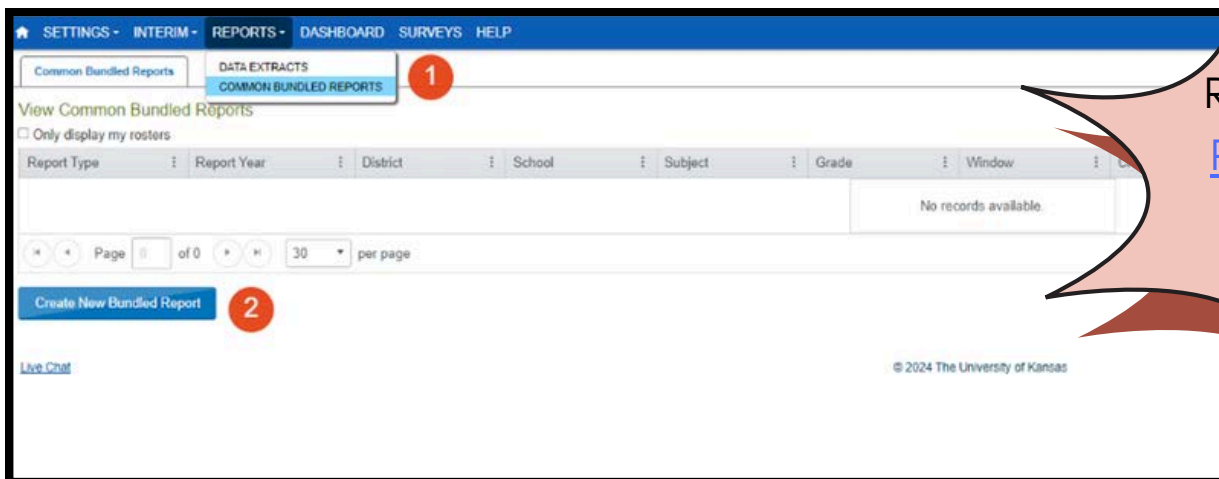 SETTINGS INTERIM REPORTS DASHBOARD SURVEYS HELP
Common Bundled Reports
DATA EXTRACTS
COMMON BUNDLED REPORTS
1
View Common Bundled Reports
Only display my rosters
Report Type Report Year District School Subject Grade Window
No records available.
Page 0 of 0 30 per page
Create New Bundled Report
2
Live Chat
© 2024 The University of Kansas